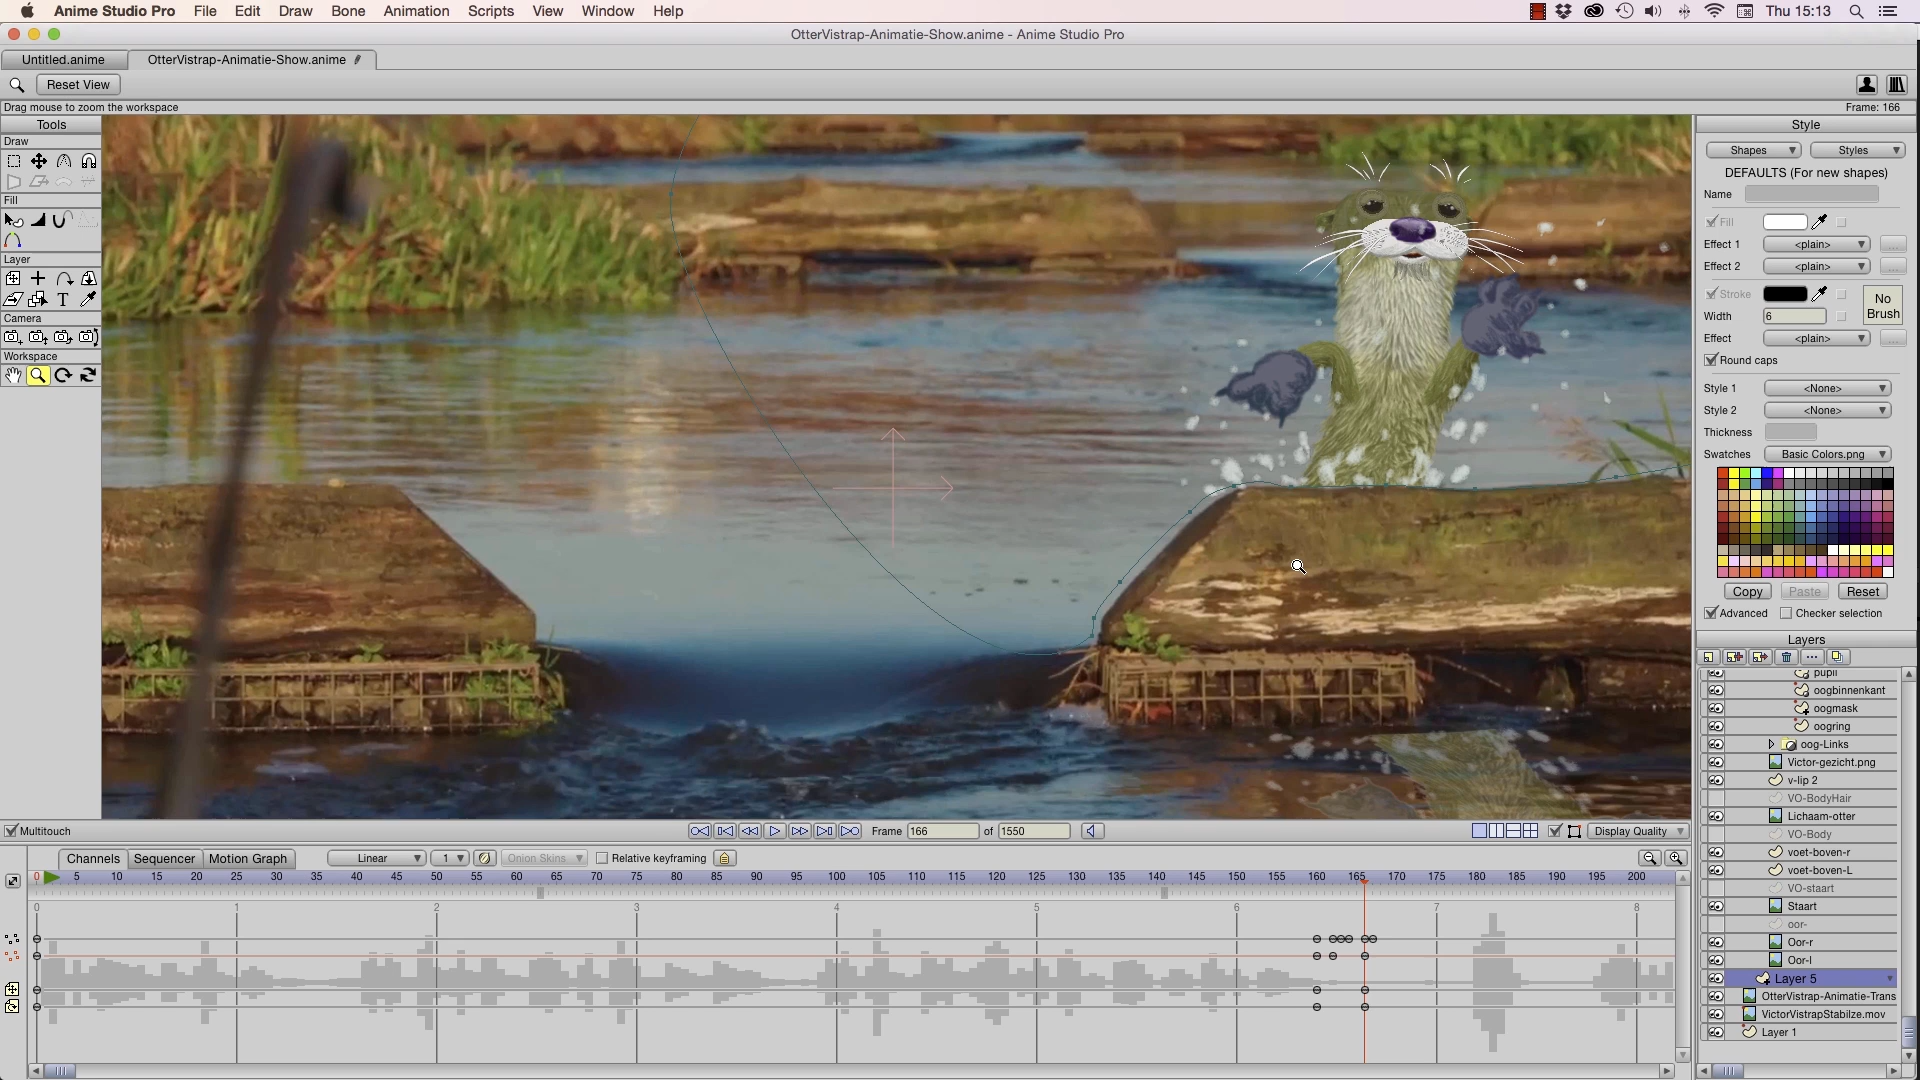 Anime Studio Pro File Edit Draw Bone Animation Scripts View Window Help Thu 15:13
OtterVistrap-Animatie-Show.anime - Anime Studio Pro
Untitled.anime OtterVistrap-Animatie-Show.anime
Reset View
Drag mouse to zoom the workspace Frame: 166
Tools
Draw
Fill
Layer
T
Camera
Workspace
Style
Shapes Styles
DEFAULTS (For new shapes)
Name
Fill
Effect 1 <plain>
Effect 2 <plain>
Stroke
No Brush
Width 6
Effect <plain>
Round caps
Style 1 <None>
Style 2 <None>
Thickness
Swatches Basic Colors.png
Copy Paste Reset
Advanced Checker selection
Layers
pupil
oogbinnenkant
oogmask
oogring
oog-Links
Victor-gezicht.png
v-lip 2
VO-BodyHair
Lichaam-otter
VO-Body
voet-boven-r
voet-boven-L
VO-staart
Staart
oor-
Oor-r
Oor-l
Layer 5
OtterVistrap-Animatie-Trans
VictorVistrapStabilze.mov
Layer 1
Multitouch Frame 166 of 1550 Display Quality
Channels Sequencer Motion Graph Linear 1 Onion Skins Relative keyframing
0 5 10 15 20 25 30 35 40 45 50 55 60 65 70 75 80 85 90 95 100 105 110 115 120 125 130 135 140 145 150 155 160 165 170 175 180 185 190 195 200
0 1 2 3 4 5 6 7 8